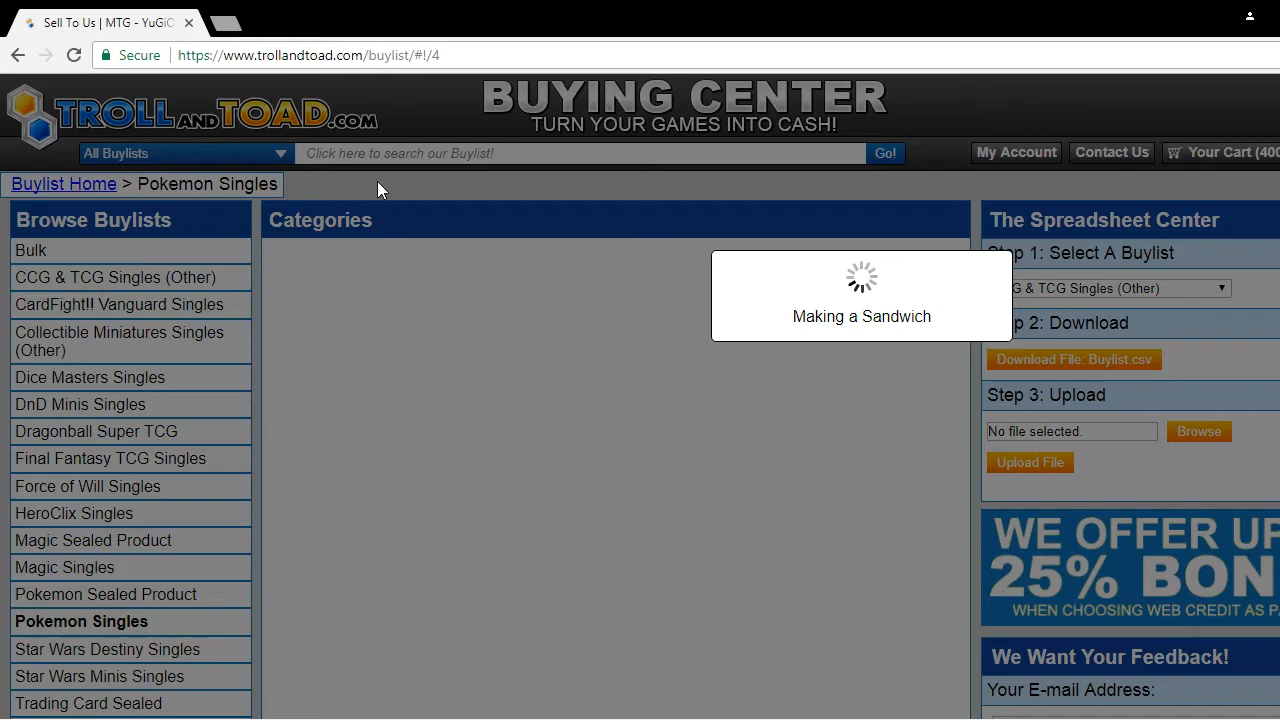 Sell To Us | MTG - YuGiO
Secure https://www.trollandtoad.com/buylist/#!/4
TROLLANDTOAD.COM
BUYING CENTER
TURN YOUR GAMES INTO CASH!
All Buylists
Click here to search our Buylist!
Go!
My Account
Contact Us
Your Cart (400
Buylist Home > Pokemon Singles
Browse Buylists
Bulk
CCG & TCG Singles (Other)
CardFight!! Vanguard Singles
Collectible Miniatures Singles
(Other)
Dice Masters Singles
DnD Minis Singles
Dragonball Super TCG
Final Fantasy TCG Singles
Force of Will Singles
HeroClix Singles
Magic Sealed Product
Magic Singles
Pokemon Sealed Product
Pokemon Singles
Star Wars Destiny Singles
Star Wars Minis Singles
Trading Card Sealed
Categories
Making a Sandwich
The Spreadsheet Center
ep 1: Select A Buylist
G & TCG Singles (Other)
ep 2: Download
Download File: Buylist.csv
Step 3: Upload
No file selected.
Browse
Upload File
WE OFFER UP
25% BON
WHEN CHOOSING WEB CREDIT AS PA
We Want Your Feedback!
Your E-mail Address: